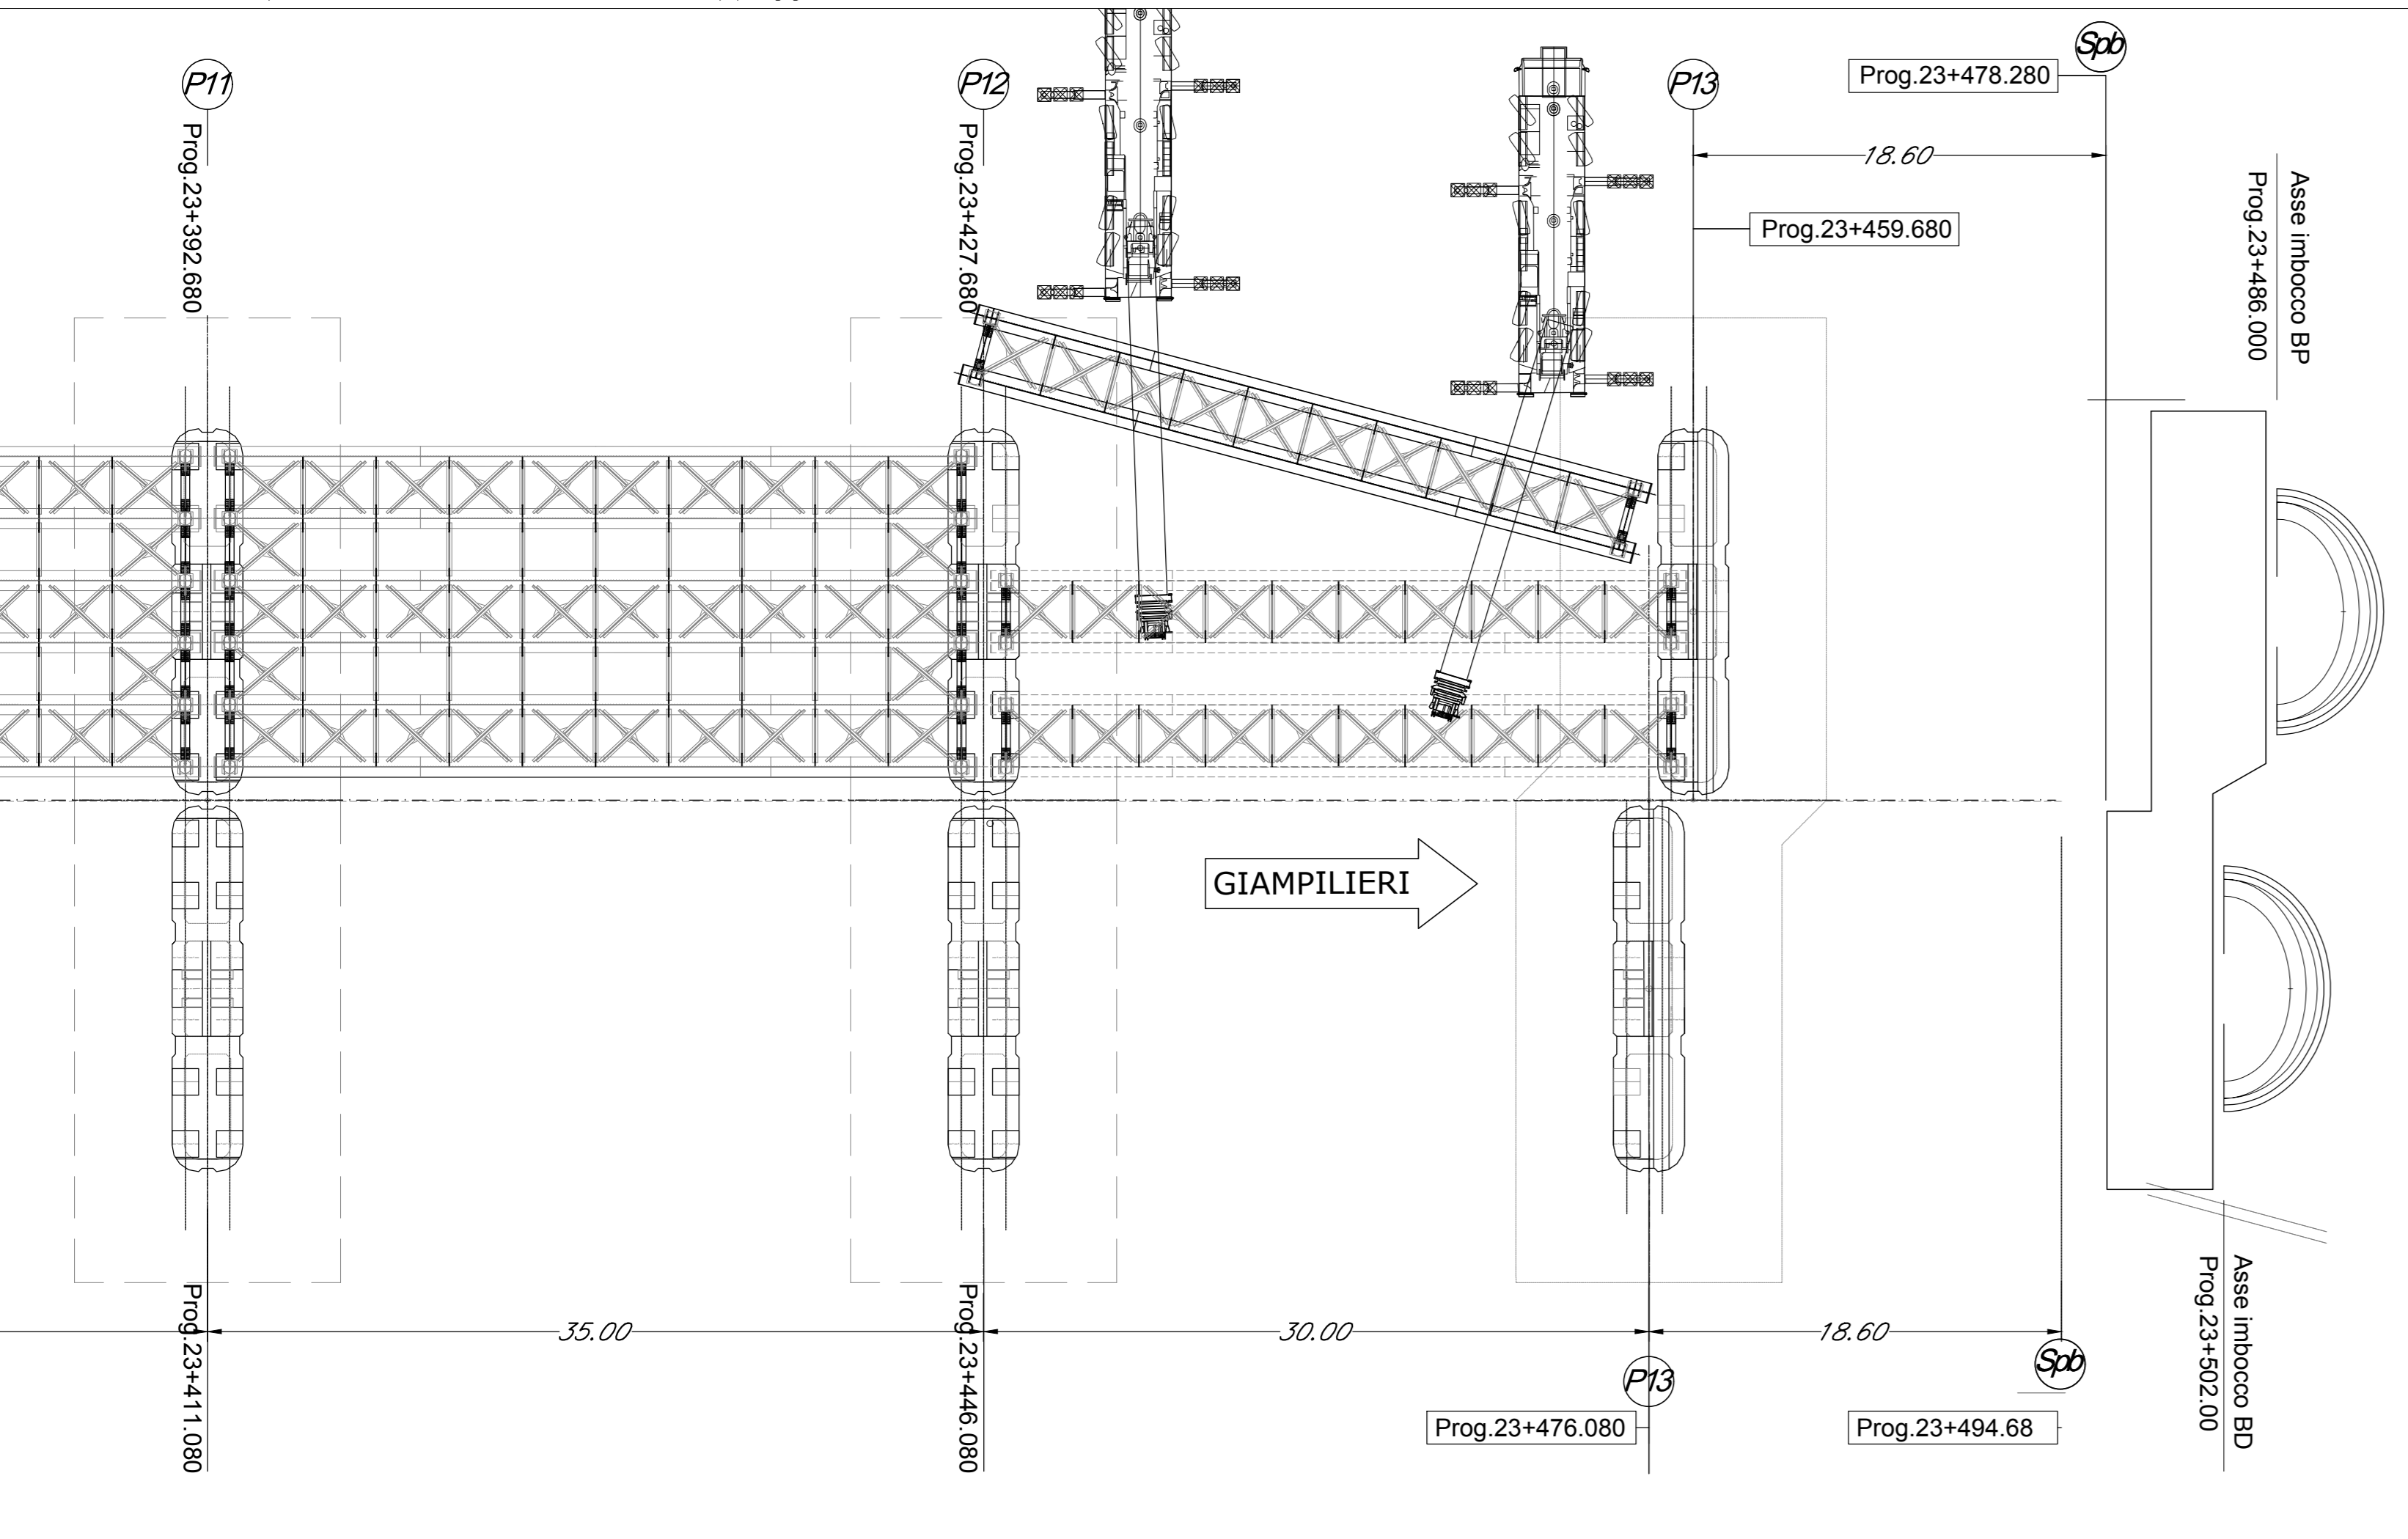 P11
P12
P13
Spb
Prog.23+478.280
18.60
Prog.23+459.680
Prog.23+392.680
Prog.23+427.680
Asse imbocco BP
Prog.23+486.000
GIAMPILIERI
35.00
30.00
18.60
Prog.23+411.080
Prog.23+446.080
P13
Spb
Prog.23+476.080
Prog.23+494.68
Asse imbocco BD
Prog.23+502.00